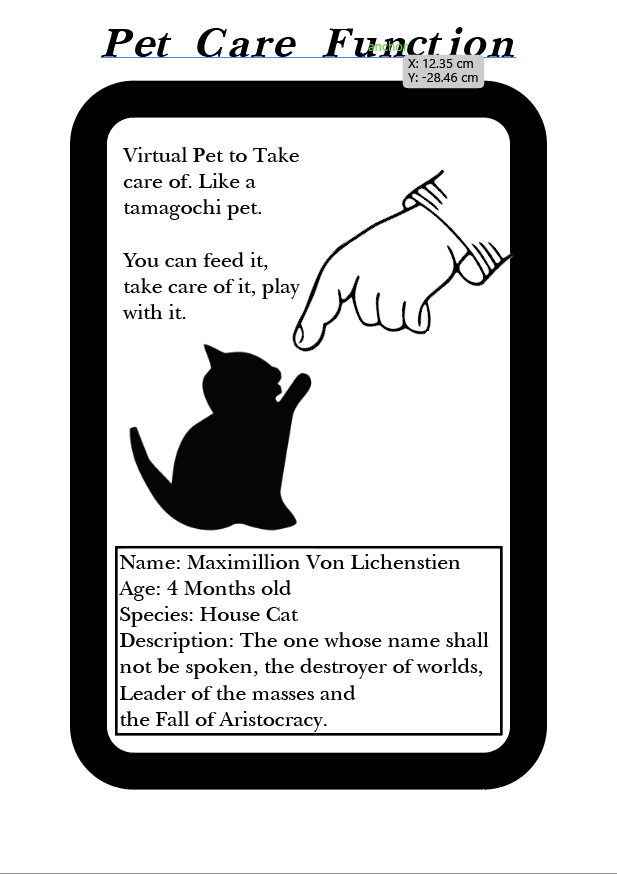 Pet Care Function
anchor
X: 12.35 cm
Y: -28.46 cm
Virtual Pet to Take
care of. Like a
tamagochi pet.
You can feed it,
take care of it, play
with it.
Name: Maximillion Von Lichenstien
Age: 4 Months old
Species: House Cat
Description: The one whose name shall
not be spoken, the destroyer of worlds,
Leader of the masses and
the Fall of Aristocracy.